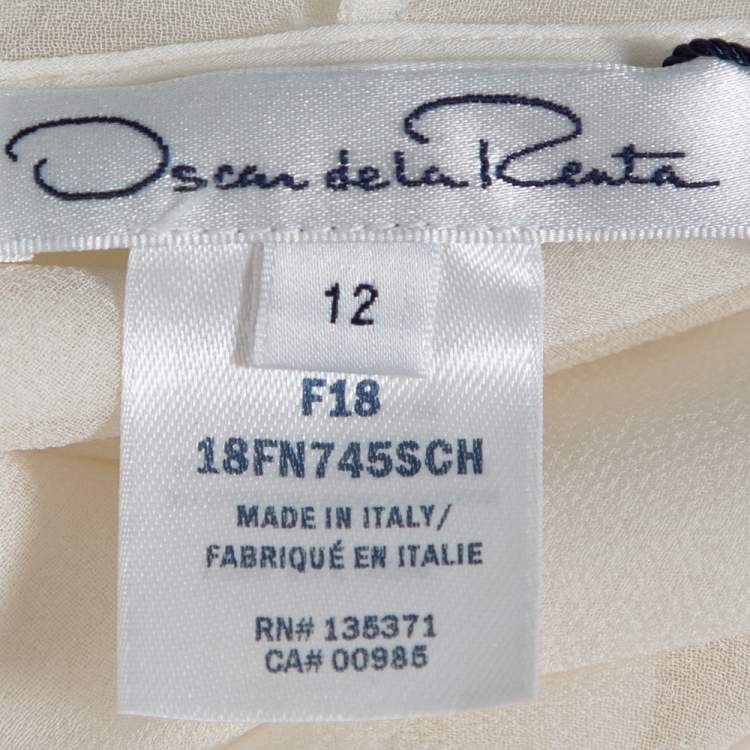 Oscar de la Renta
12
F18
18FN745SCH
MADE IN ITALY/
FABRIQUÉ EN ITALIE
RN# 135371
CA# 00985